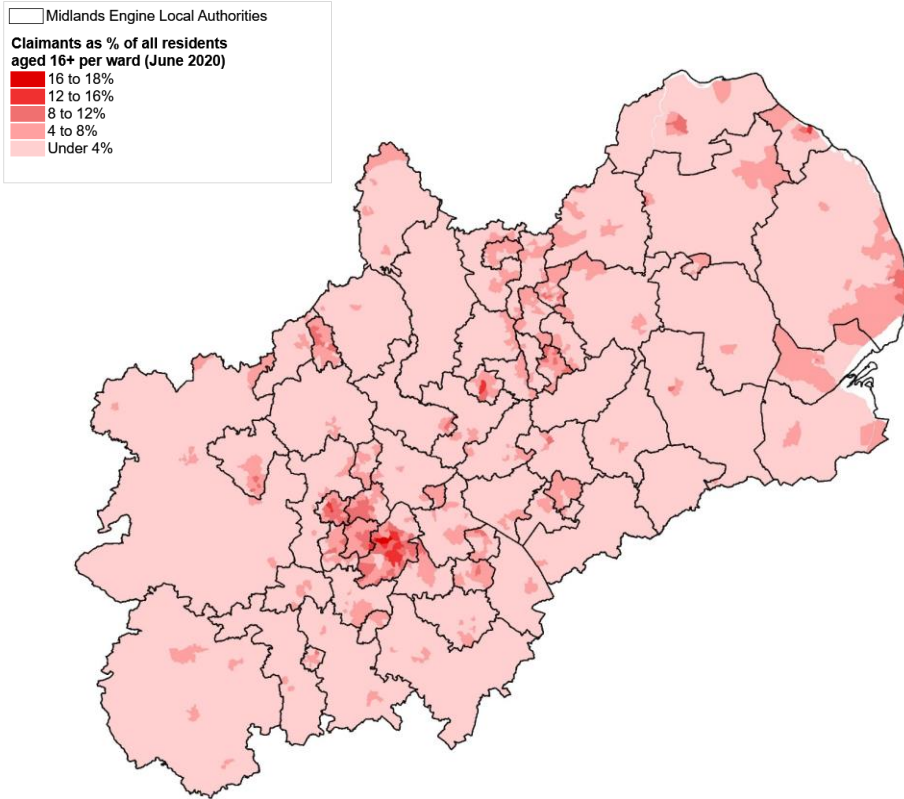 Midlands Engine Local Authorities
Claimants as % of all residents
aged 16+ per ward (June 2020)
16 to 18%
12 to 16%
8 to 12%
4 to 8%
Under 4%